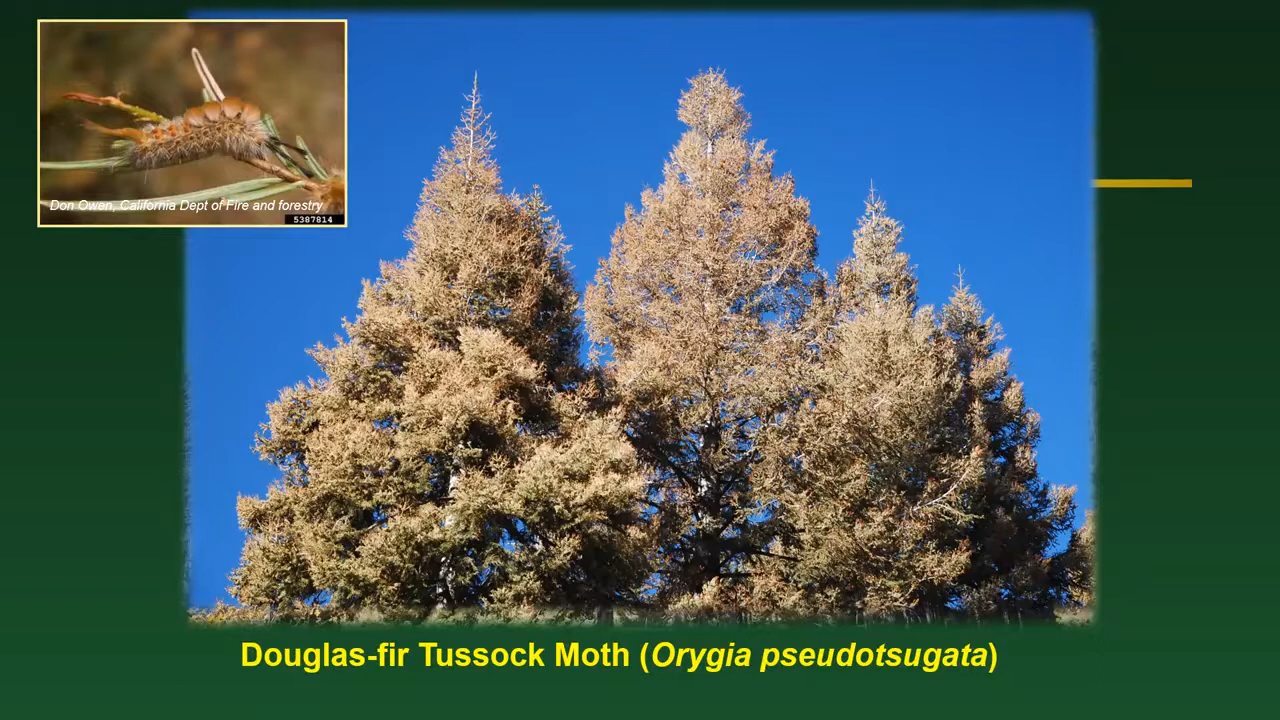 Don Owen, California Dept of Fire and forestry
5387814
Douglas-fir Tussock Moth (Orygia pseudotsugata)